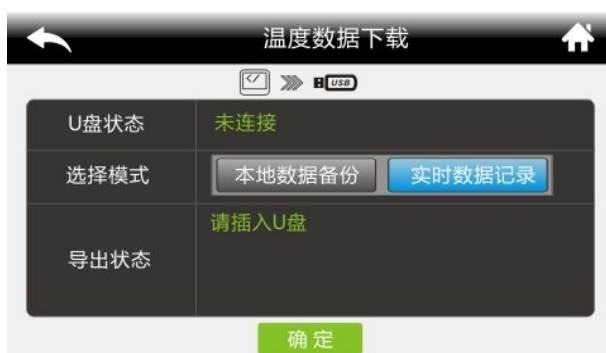 温度数据下载
USB
U盘状态 未连接
选择模式 本地数据备份 实时数据记录
请插入U盘
导出状态
确定